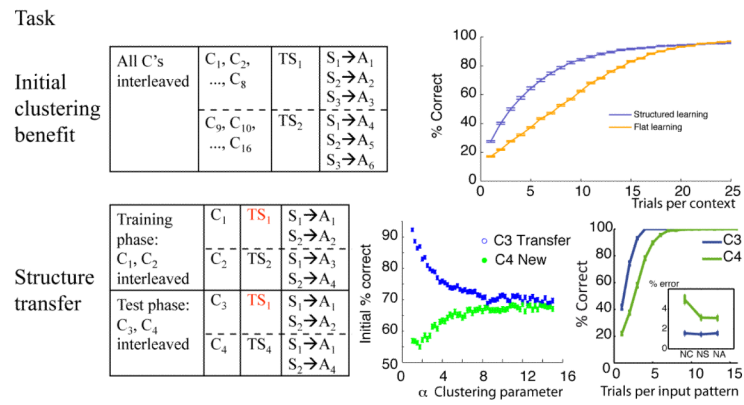 Task
Initial
clustering
benefit
All C's
interleaved
C₁, C₂,
..., C₈
TS₁
S₁→A₁
S₂→A₂
S₃→A₃
C₉, C₁₀,
..., C₁₆
TS₂
S₁→A₄
S₂→A₅
S₃→A₆
% Correct
100
80
60
40
20
0
Structured learning
Flat learning
0
5
10
15
20
25
Trials per context
Structure
transfer
Training
phase:
C₁, C₂
interleaved
C₁
TS₁
S₁→A₁
S₂→A₂
C₂
TS₂
S₁→A₃
S₂→A₄
Test phase:
C₃, C₄
interleaved
C₃
TS₁
S₁→A₁
S₂→A₂
C₄
TS₄
S₁→A₁
S₂→A₄
Initial % correct
90
80
70
60
50
C3 Transfer
C4 New
0
5
10
15
α Clustering parameter
% Correct
100
80
60
40
20
0
C3
C4
% error
4
2
0
NC NS NA
0
5
10
15
Trials per input pattern